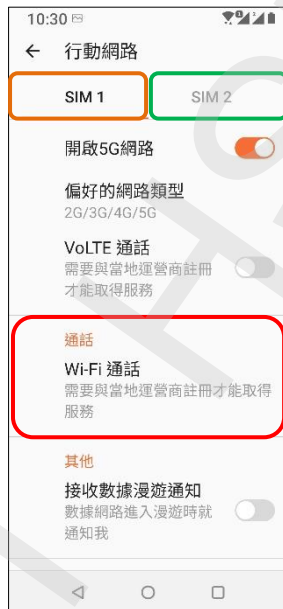 10:30
行動網路
SIM 1
SIM 2
開啟5G網路
偏好的網路類型
2G/3G/4G/5G
VoLTE 通話
需要與當地運營商註冊
才能取得服務
通話
Wi-Fi 通話
需要與當地運營商註冊才能取得
服務
其他
接收數據漫遊通知
數據網路進入漫遊時就
通知我